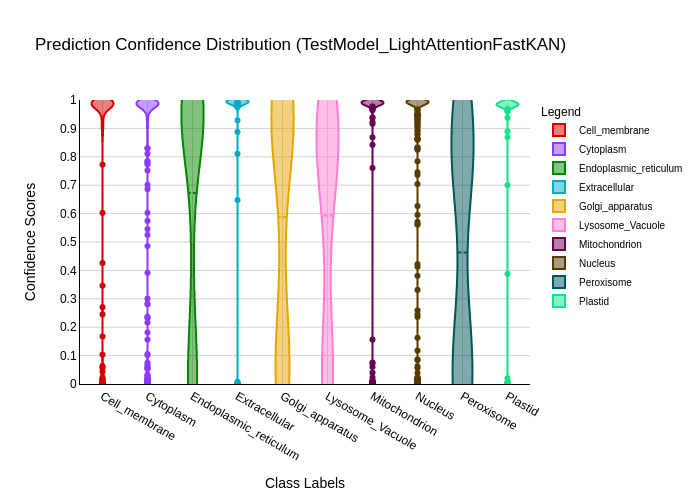 Prediction Confidence Distribution (TestModel_LightAttentionFastKAN)
Confidence Scores
1
0.9
0.8
0.7
0.6
0.5
0.4
0.3
0.2
0.1
0
Cell_membrane
Cytoplasm
Endoplasmic_reticulum
Extracellular
Golgi_apparatus
Lysosome_Vacuole
Mitochondrion
Nucleus
Peroxisome
Plastid
Class Labels
Legend
Cell_membrane
Cytoplasm
Endoplasmic_reticulum
Extracellular
Golgi_apparatus
Lysosome_Vacuole
Mitochondrion
Nucleus
Peroxisome
Plastid